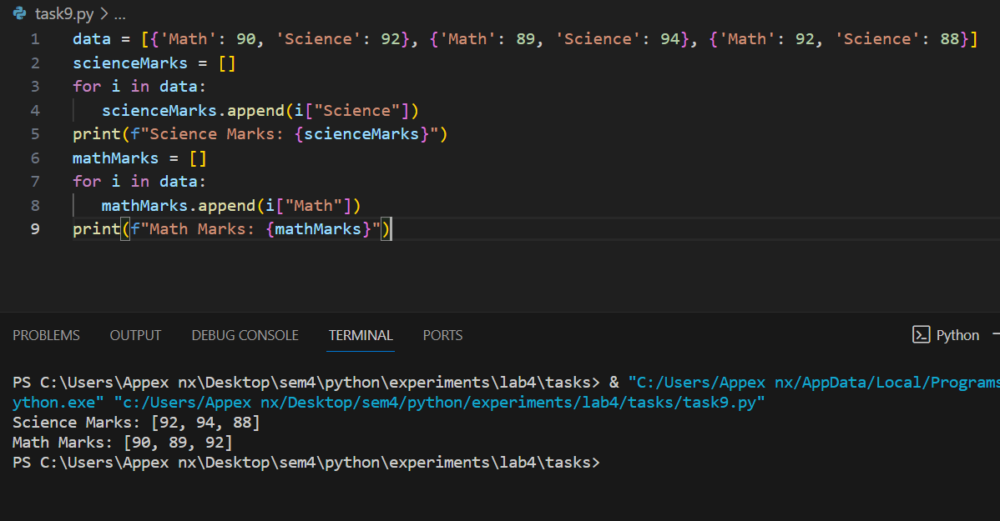 task9.py > ...
1 data = [{'Math': 90, 'Science': 92}, {'Math': 89, 'Science': 94}, {'Math': 92, 'Science': 88}]
2 scienceMarks = []
3 for i in data:
4    scienceMarks.append(i["Science"])
5 print(f"Science Marks: {scienceMarks}")
6 mathMarks = []
7 for i in data:
8    mathMarks.append(i["Math"])
9 print(f"Math Marks: {mathMarks}")
PROBLEMS OUTPUT DEBUG CONSOLE TERMINAL PORTS Python
PS C:\Users\Appex nx\Desktop\sem4\python\experiments\lab4\tasks> & "C:/Users/Appex nx/AppData/Local/Programs
ython.exe" "c:/Users/Appex nx/Desktop/sem4/python/experiments/lab4/tasks/task9.py"
Science Marks: [92, 94, 88]
Math Marks: [90, 89, 92]
PS C:\Users\Appex nx\Desktop\sem4\python\experiments\lab4\tasks>